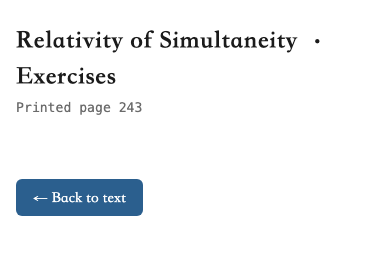 Relativity of Simultaneity ·
Exercises
Printed page 243
← Back to text